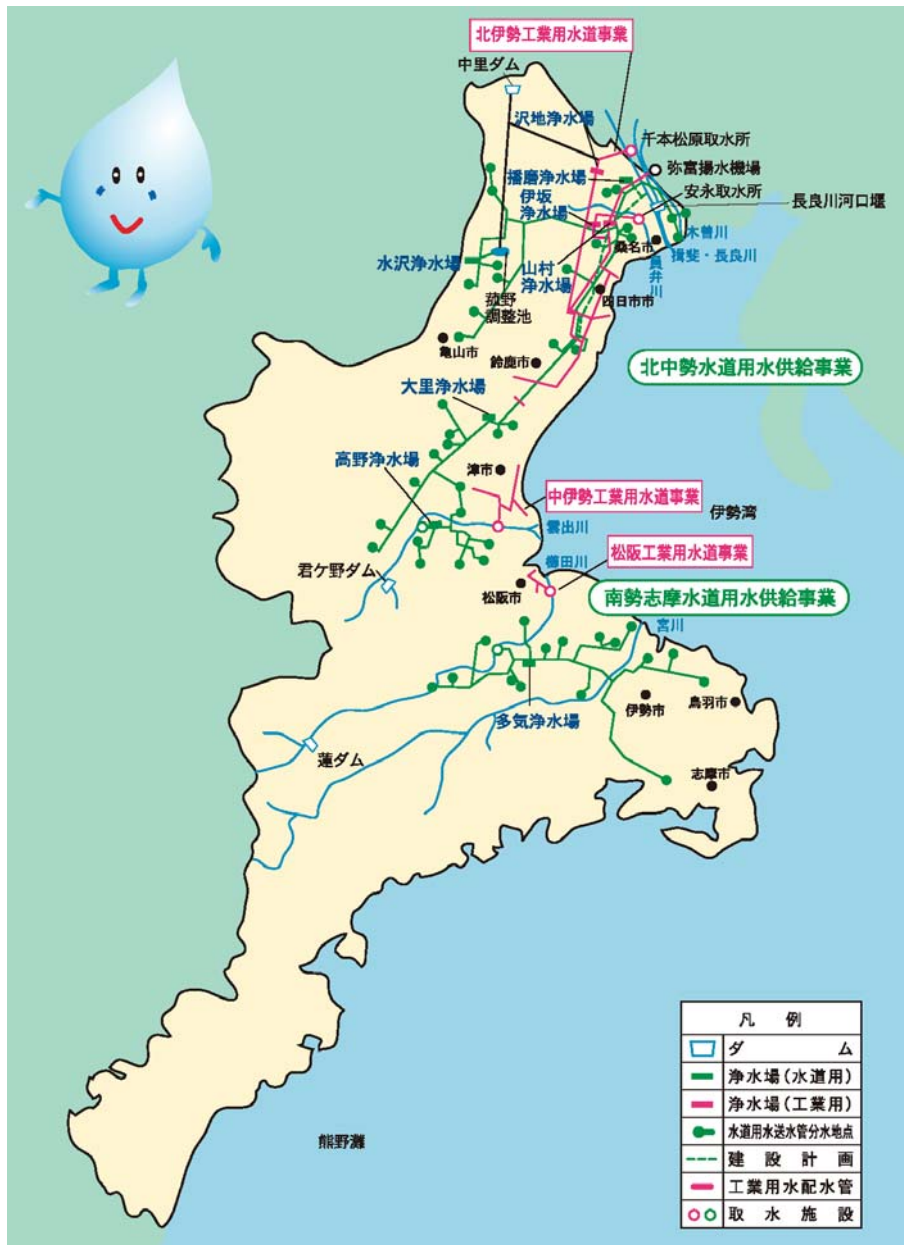 北伊勢工業用水道事業
中里ダム
沢地浄水場
千本松原取水所
播磨浄水場
弥富揚水機場
伊坂
浄水場
安永取水所
長良川河口堰
桑名市
木曽川
揖斐・長良川
員弁川
水沢浄水場
山村
浄水場
菰野
調整池
四日市市
亀山市
鈴鹿市
北中勢水道用水供給事業
大里浄水場
高野浄水場
津市
中伊勢工業用水道事業
伊勢湾
雲出川
櫛田川
松阪工業用水道事業
君ケ野ダム
松阪市
南勢志摩水道用水供給事業
宮川
伊勢市
鳥羽市
多気浄水場
蓮ダム
志摩市
熊野灘
凡 例
ダ ム
浄水場(水道用)
浄水場(工業用)
水道用水送水管分水地点
建 設 計 画
工業用水配水管
取 水 施 設